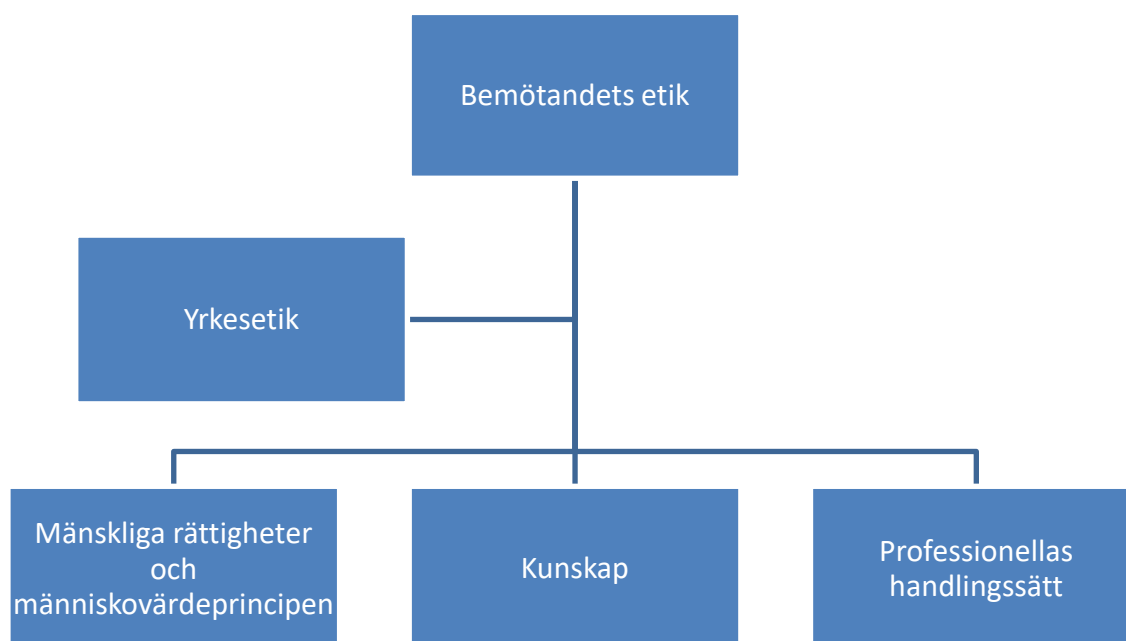 Bemötandets etik
Yrkesetik
Mänskliga rättigheter
och
människovärdeprincipen
Kunskap
Professionellas
handlingssätt